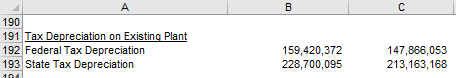 A B C
190
191 Tax Depreciation on Existing Plant
192 Federal Tax Depreciation 159,420,372 147,866,053
193 State Tax Depreciation 228,700,095 213,163,168